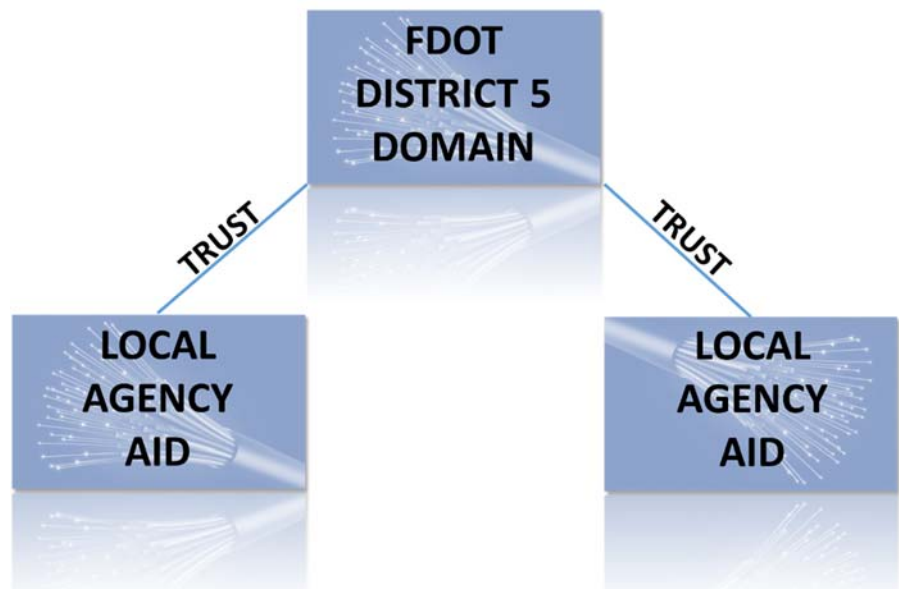 FDOT
DISTRICT 5
DOMAIN
TRUST
TRUST
LOCAL
AGENCY
AID
LOCAL
AGENCY
AID